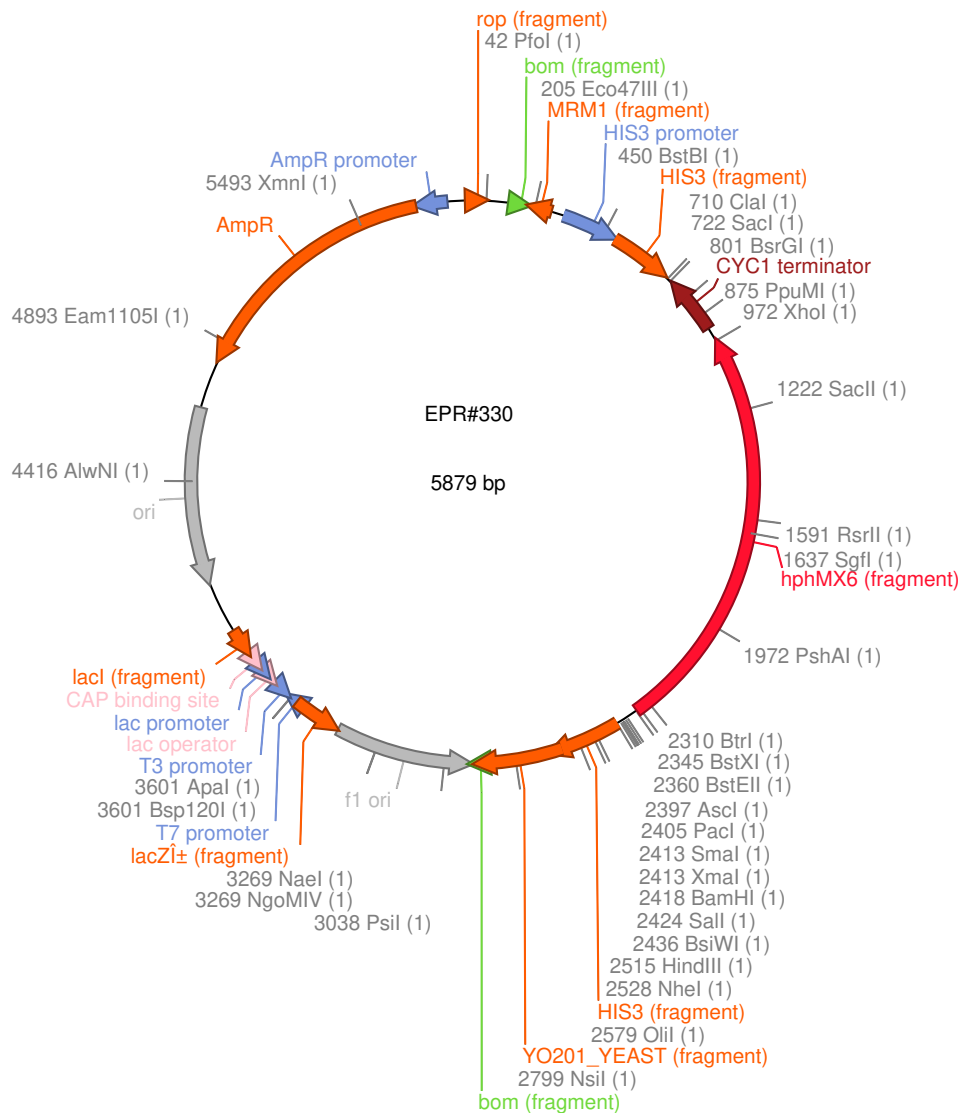 rop (fragment)
42 PfoI (1)
bom (fragment)
205 Eco47III (1)
MRM1 (fragment)
HIS3 promoter
450 BstBI (1)
HIS3 (fragment)
710 ClaI (1)
722 SacI (1)
801 BsrGI (1)
CYC1 terminator
875 PpuMI (1)
972 XhoI (1)
1222 SacII (1)
1591 RsrII (1)
1637 SgfI (1)
hphMX6 (fragment)
1972 PshAI (1)
2310 BtrI (1)
2345 BstXI (1)
2360 BstEII (1)
2397 AscI (1)
2405 PacI (1)
2413 SmaI (1)
2413 XmaI (1)
2418 BamHI (1)
2424 SalI (1)
2436 BsiWI (1)
2515 HindIII (1)
2528 NheI (1)
HIS3 (fragment)
2579 OliI (1)
YO201_YEAST (fragment)
2799 NsiI (1)
bom (fragment)
3038 PsiI (1)
f1 ori
3269 NgoMIV (1)
3269 NaeI (1)
lacZÎ± (fragment)
T7 promoter
3601 Bsp120I (1)
3601 ApaI (1)
T3 promoter
lac operator
lac promoter
CAP binding site
lacI (fragment)
ori
4416 AlwNI (1)
4893 Eam1105I (1)
AmpR
5493 XmnI (1)
AmpR promoter
EPR#330
5879 bp